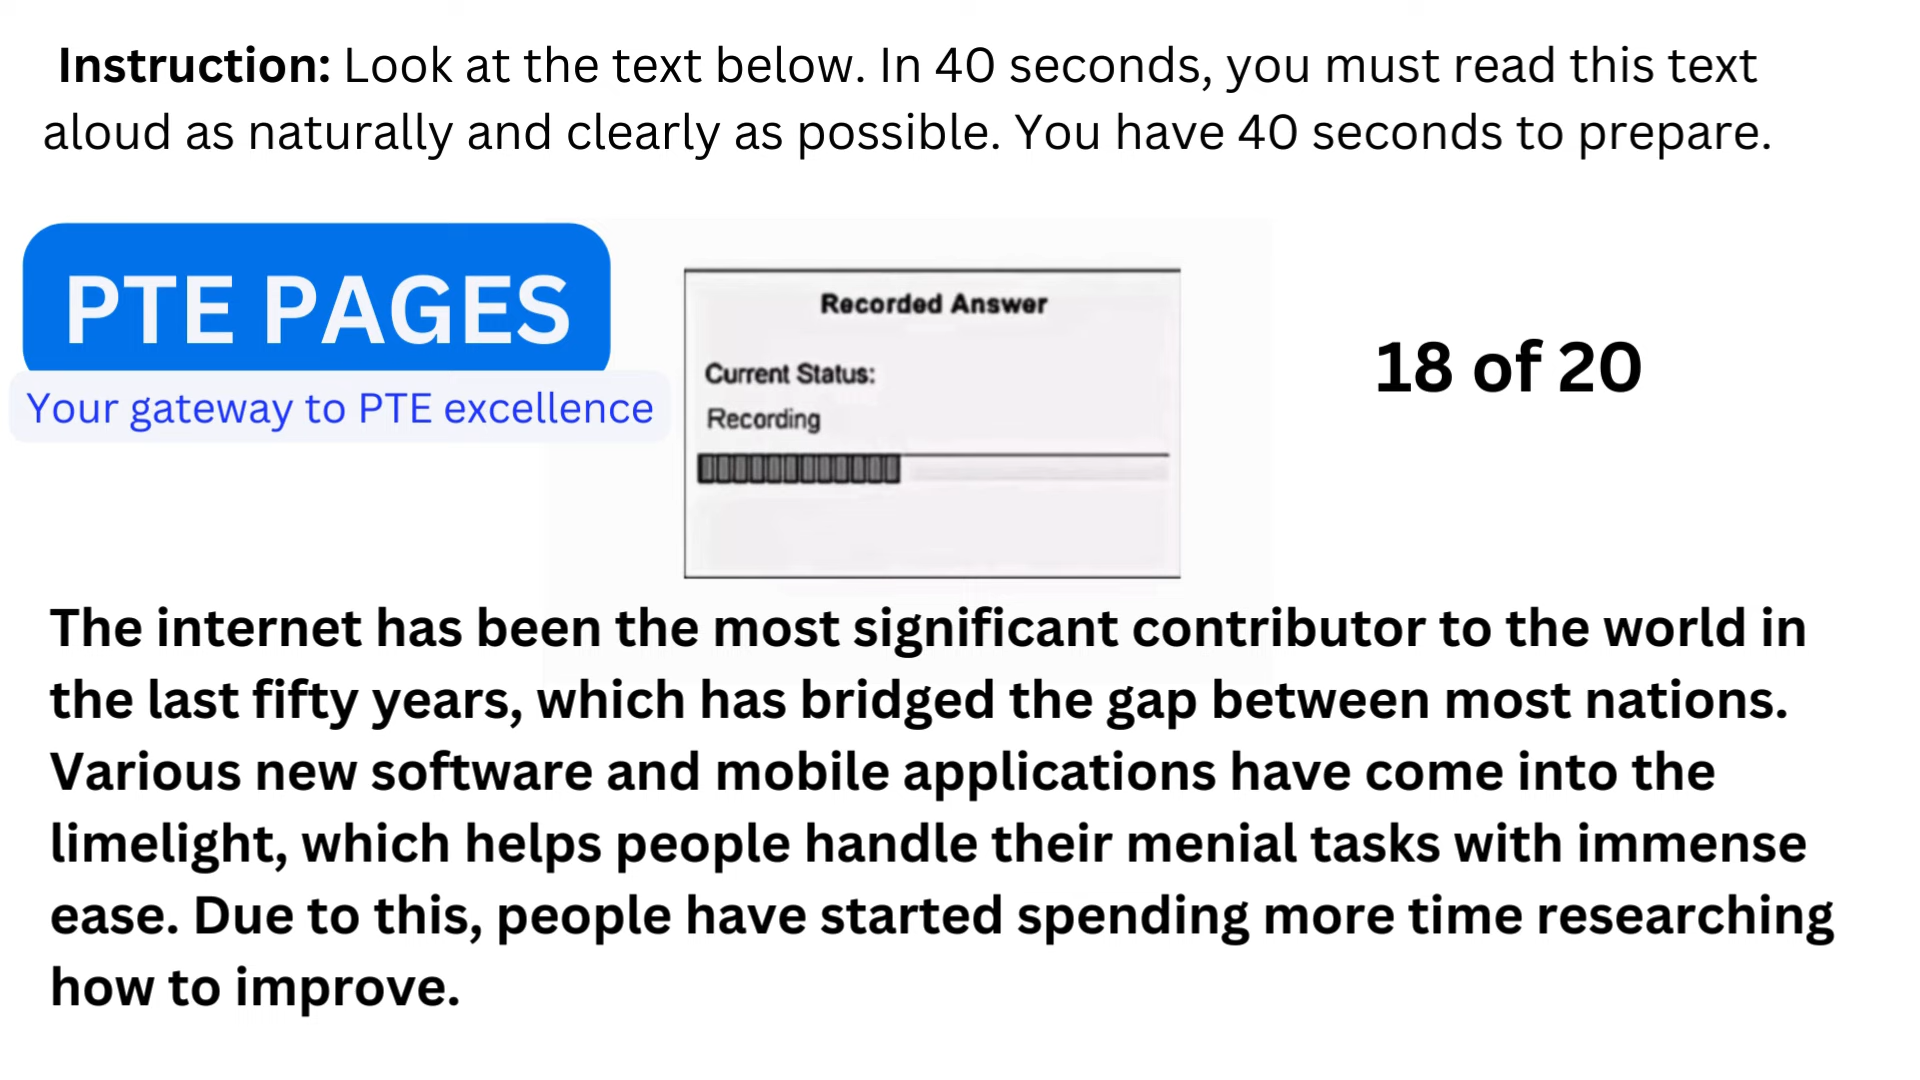 Instruction: Look at the text below. In 40 seconds, you must read this text
aloud as naturally and clearly as possible. You have 40 seconds to prepare.
PTE PAGES
Your gateway to PTE excellence
Recorded Answer
Current Status:
Recording
18 of 20
The internet has been the most significant contributor to the world in
the last fifty years, which has bridged the gap between most nations.
Various new software and mobile applications have come into the
limelight, which helps people handle their menial tasks with immense
ease. Due to this, people have started spending more time researching
how to improve.